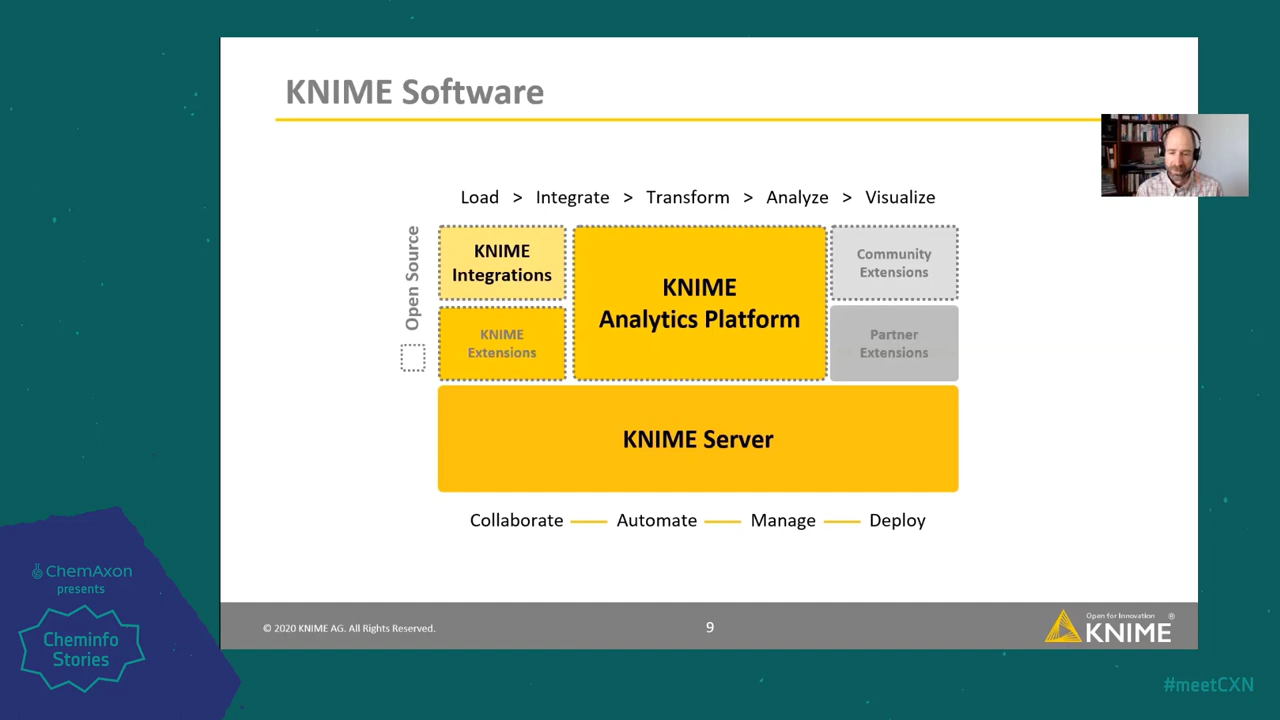 KNIME Software
Load > Integrate > Transform > Analyze > Visualize
Open Source
KNIME
Integrations
KNIME
Extensions
KNIME
Analytics Platform
Community
Extensions
Partner
Extensions
KNIME Server
Collaborate
Automate
Manage
Deploy
© 2020 KNIME AG. All Rights Reserved.
9
Open for Innovation
®
KNIME
ChemAxon
presents
Cheminfo
Stories
#meetCXN